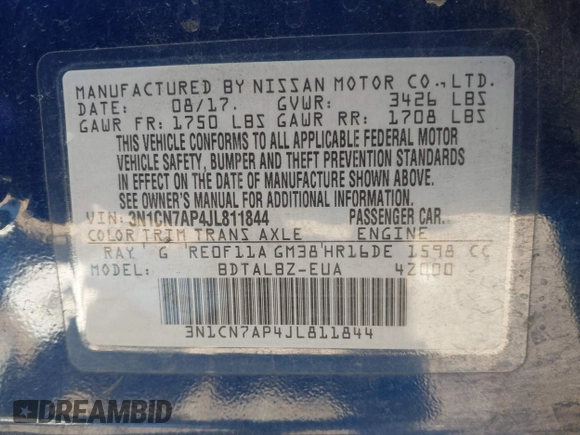 MANUFACTURED BY NISSAN MOTOR CO.,LTD.
DATE: 08/17. GVWR: 3426 LBS
GAWR FR: 1750 LBS GAWR RR: 1708 LBS
THIS VEHICLE CONFORMS TO ALL APPLICABLE FEDERAL MOTOR
VEHICLE SAFETY, BUMPER AND THEFT PREVENTION STANDARDS
IN EFFECT ON THE DATE OF MANUFACTURE SHOWN ABOVE.
SEE OWNER'S MANUAL FOR ADDITIONAL INFORMATION.
VIN: 3N1CN7AP4JL811844 PASSENGER CAR.
COLOR TRIM TRANS AXLE ENGINE
RAY G RE0F11A GM38 HR16DE 1598 CC
MODEL: BDTALBZ-EUA 42000
3N1CN7AP4JL811844
DREAMBID